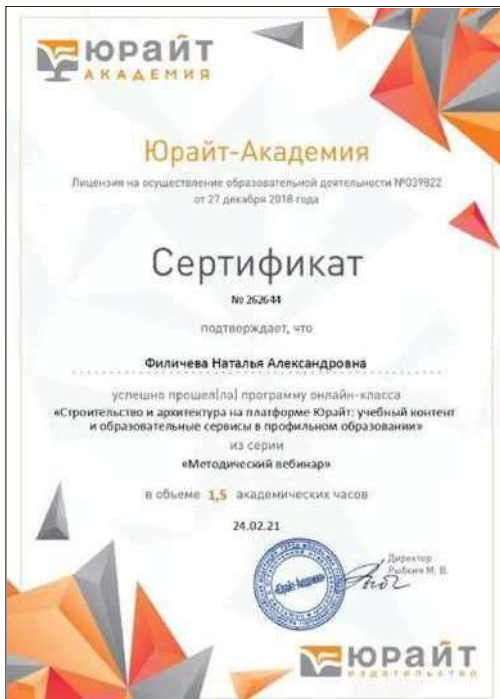 юрайт
АКАДЕМИЯ
Юрайт-Академия
Лицензия на осуществление образовательной деятельности №039822
от 27 декабря 2018 года
Сертификат
№ 262644
подтверждает, что
Филичева Наталья Александровна
успешно прошел(ла) программу онлайн-класса
«Строительство и архитектура на платформе Юрайт: учебный контент
и образовательные сервисы в профильном образовании»
из серии
«Методический вебинар»
в объеме 1,5 академических часов
24.02.21
Директор
Рыбкин М. В.
«Юрайт-Академия»
юрайт
издательство